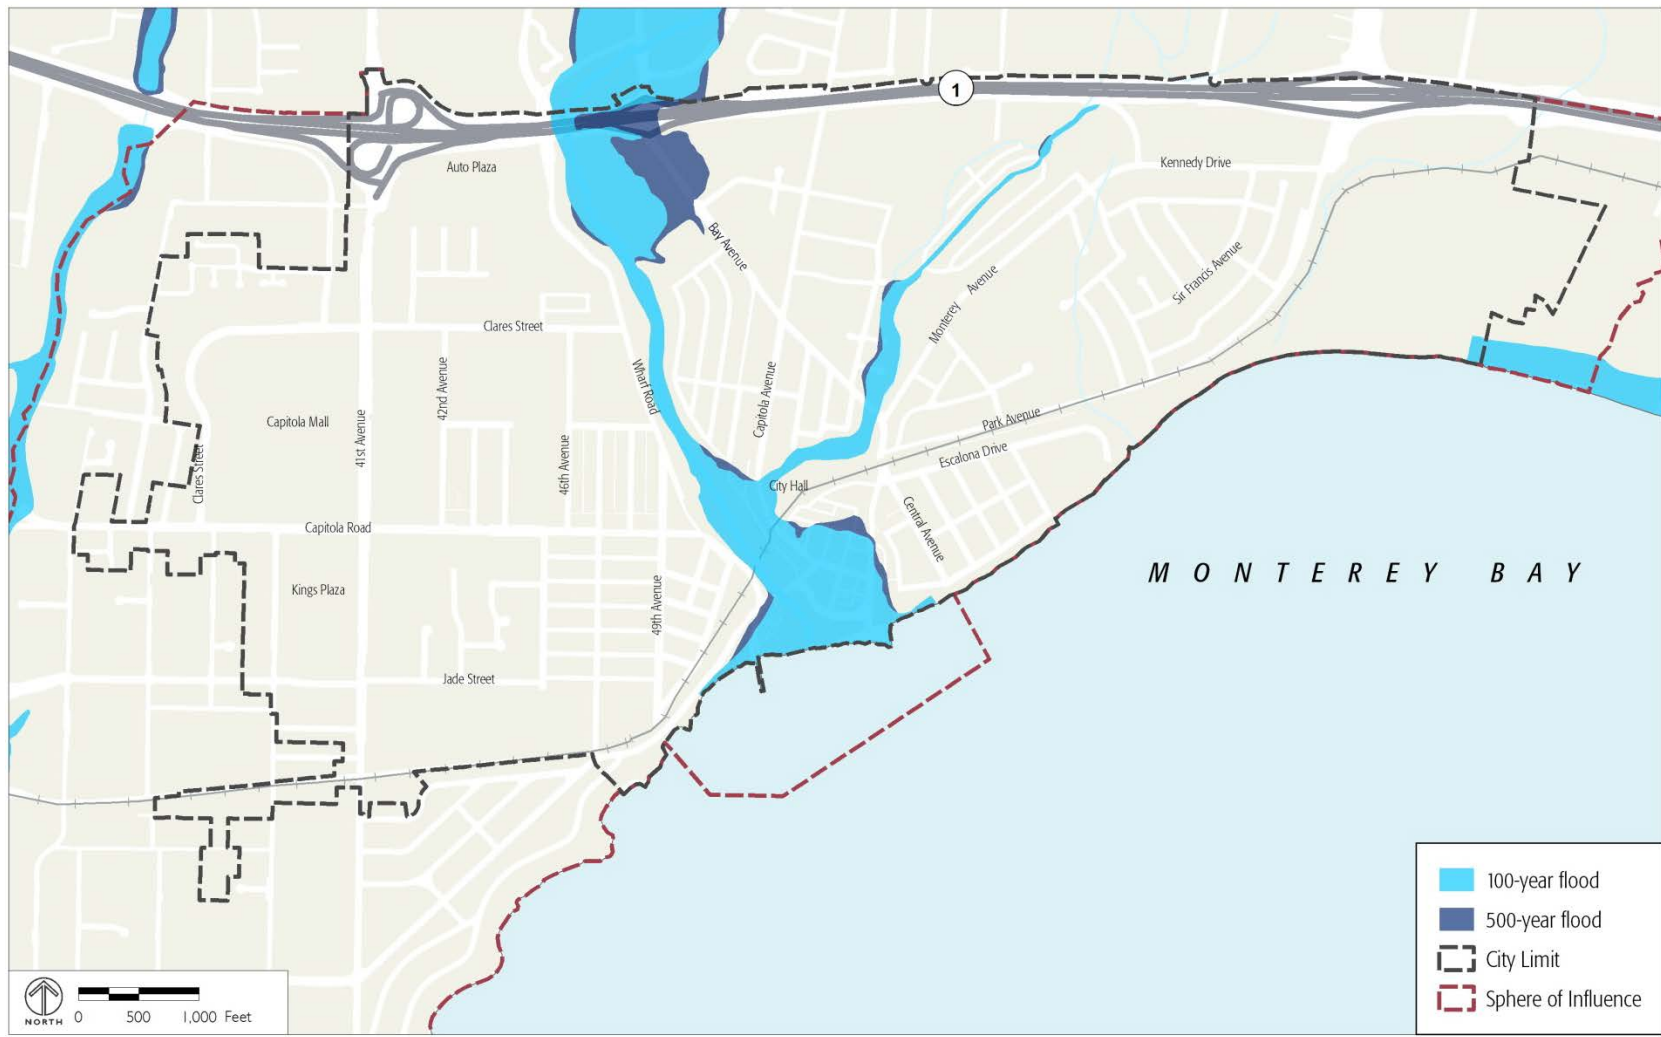 1
Auto Plaza
Kennedy Drive
Bay Avenue
Sir Francis Avenue
Monterey Avenue
Clares Street
Wharf Road
42nd Avenue
Capitola Avenue
Capitola Mall
41st Avenue
Park Avenue
Escalona Drive
46th Avenue
Clares Street
City Hall
Central Avenue
Capitola Road
MONTEREY BAY
Kings Plaza
49th Avenue
Jade Street
100-year flood
500-year flood
City Limit
Sphere of Influence
NORTH
0 500 1,000 Feet